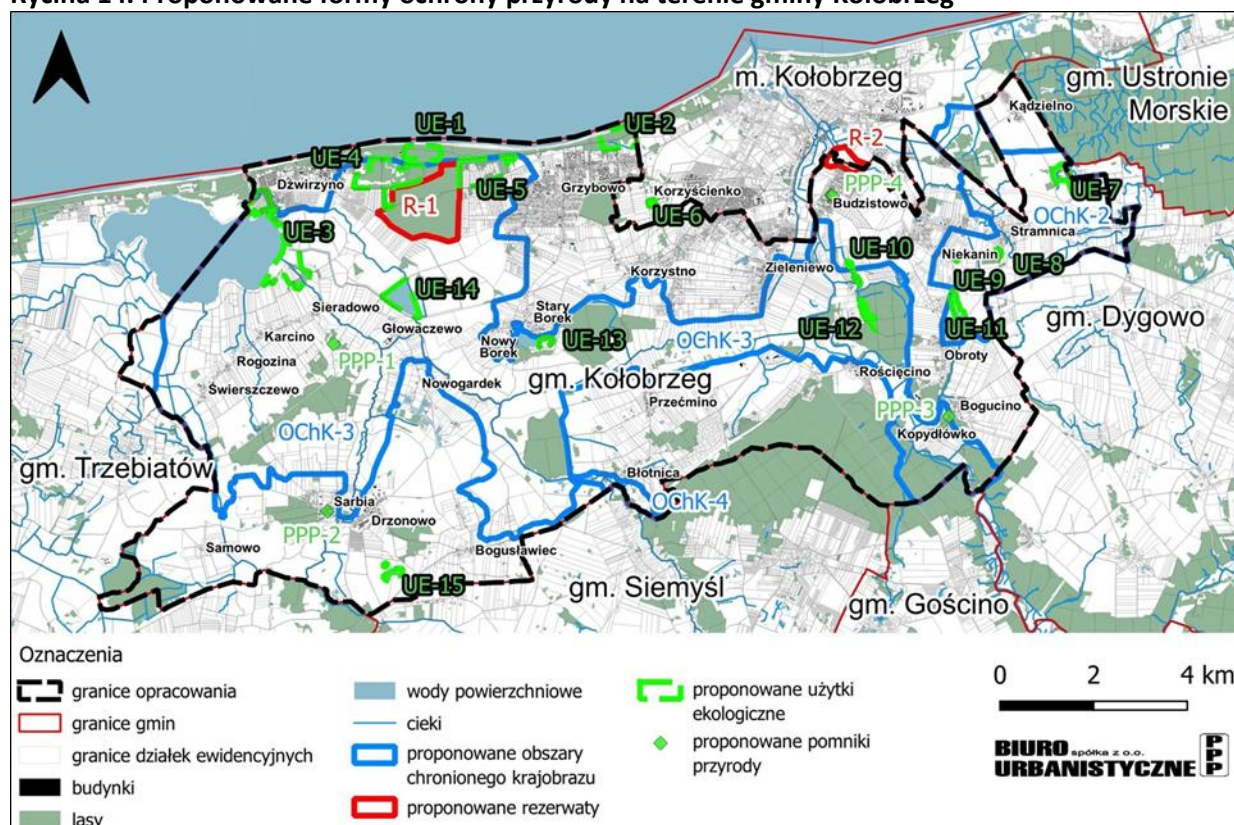 Rycina 14. Proponowane formy ochrony przyrody na terenie gminy Kołobrzeg
m. Kołobrzeg
gm. Ustronie
Morskie
Kądzielno
UE-1
UE-2
UE-4
R-2
Dźwirzyno
UE-5
Grzybowo
Korzyścienko
PPP-4
UE-7
R-1
Budzistowo
OChK-2
UE-3
UE-6
Stramnica
UE-10
Niekanin
UE-8
Korzystno
Zieleniewo
UE-9
UE-14
Sieradowo
Stary
Borek
Głowaczewo
UE-12
UE-11
gm. Dygowo
Karcino
Nowy
Borek
UE-13
OChK-3
PPP-1
Obroty
Rogozina
Rościęcino
Nowogardek
gm. Kołobrzeg
Świerszczewo
Przećmino
PPP-3
Bogucino
OChK-3
Kopydłówko
gm. Trzebiatów
Błotnica
Sarbia
OChK-4
PPP-2
Drzonowo
Samowo
Bogusławiec
UE-15
gm. Siemyśl
gm. Gościno
Oznaczenia
granice opracowania
granice gmin
granice działek ewidencyjnych
budynki
lasy
wody powierzchniowe
cieki
proponowane obszary
chronionego krajobrazu
proponowane rezerwaty
proponowane użytki
ekologiczne
proponowane pomniki
przyrody
0 2 4 km
BIURO spółka z o.o.
URBANISTYCZNE
PPP